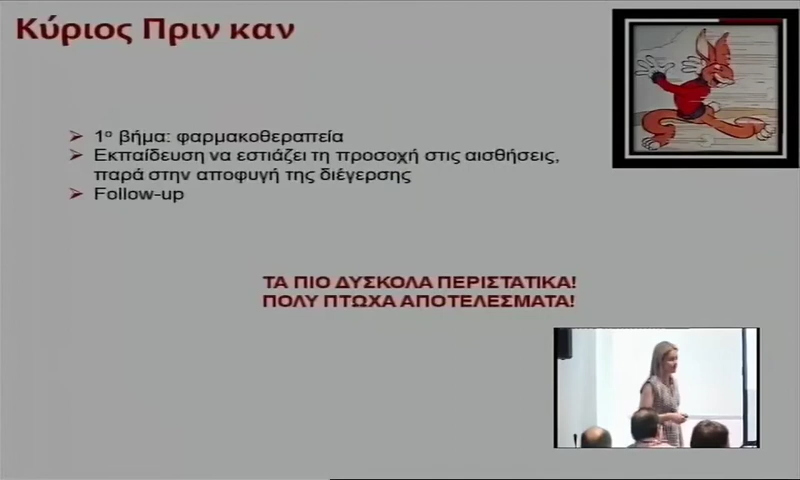 Κύριος Πριν καν
1ο βήμα: φαρμακοθεραπεία
Εκπαίδευση να εστιάζει τη προσοχή στις αισθήσεις,
παρά στην αποφυγή της διέγερσης
Follow-up
ΤΑ ΠΙΟ ΔΥΣΚΟΛΑ ΠΕΡΙΣΤΑΤΙΚΑ!
ΠΟΛΥ ΠΤΩΧΑ ΑΠΟΤΕΛΕΣΜΑΤΑ!